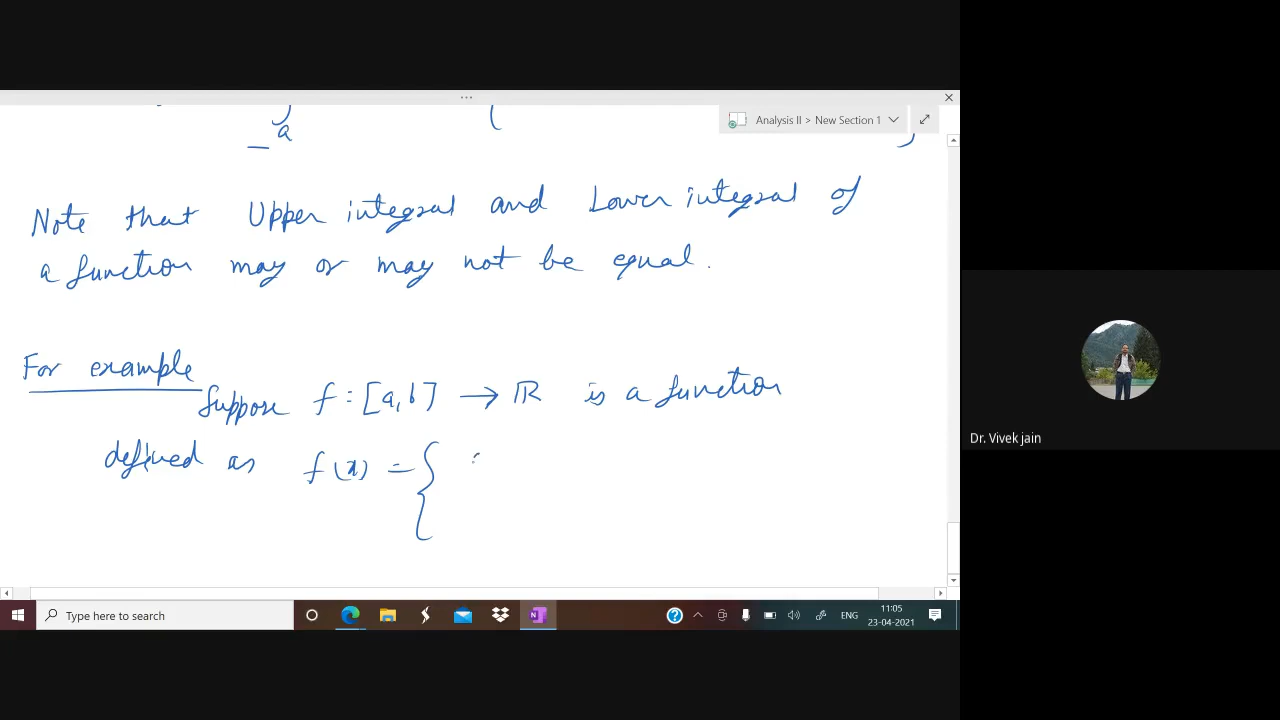 a
Analysis II > New Section 1
Note that Upper integral and Lower integral of
a function may or may not be equal.
For example
Suppose f : [a, b] → ℝ is a function
defined as f(x) = {
Dr. Vivek jain
Type here to search
ENG
11:05
23-04-2021